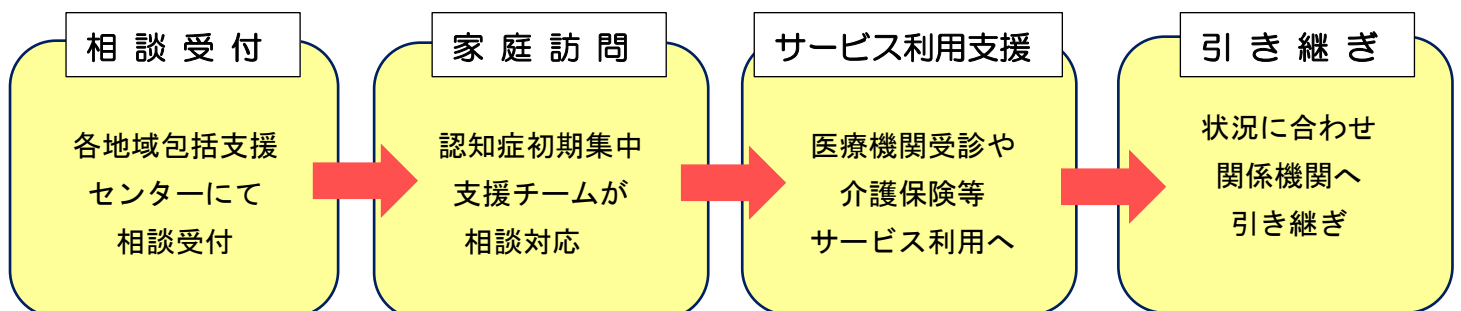 相談受付
各地域包括支援
センターにて
相談受付
家庭訪問
認知症初期集中
支援チームが
相談対応
サービス利用支援
医療機関受診や
介護保険等
サービス利用へ
引き継ぎ
状況に合わせ
関係機関へ
引き継ぎ